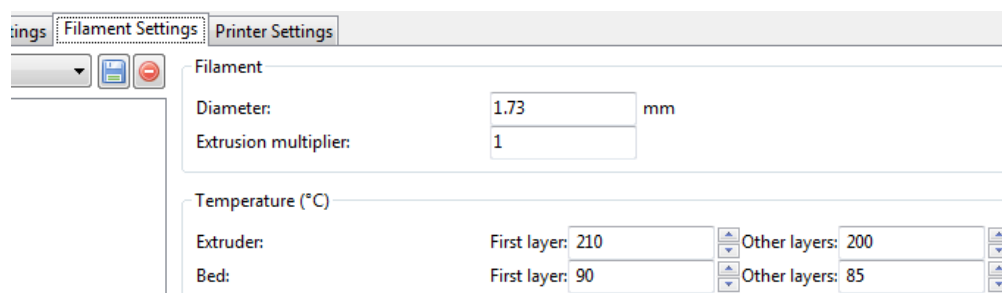 tings Filament Settings Printer Settings
Filament
Diameter: 1.73 mm
Extrusion multiplier: 1
Temperature (°C)
Extruder: First layer: 210 Other layers: 200
Bed: First layer: 90 Other layers: 85